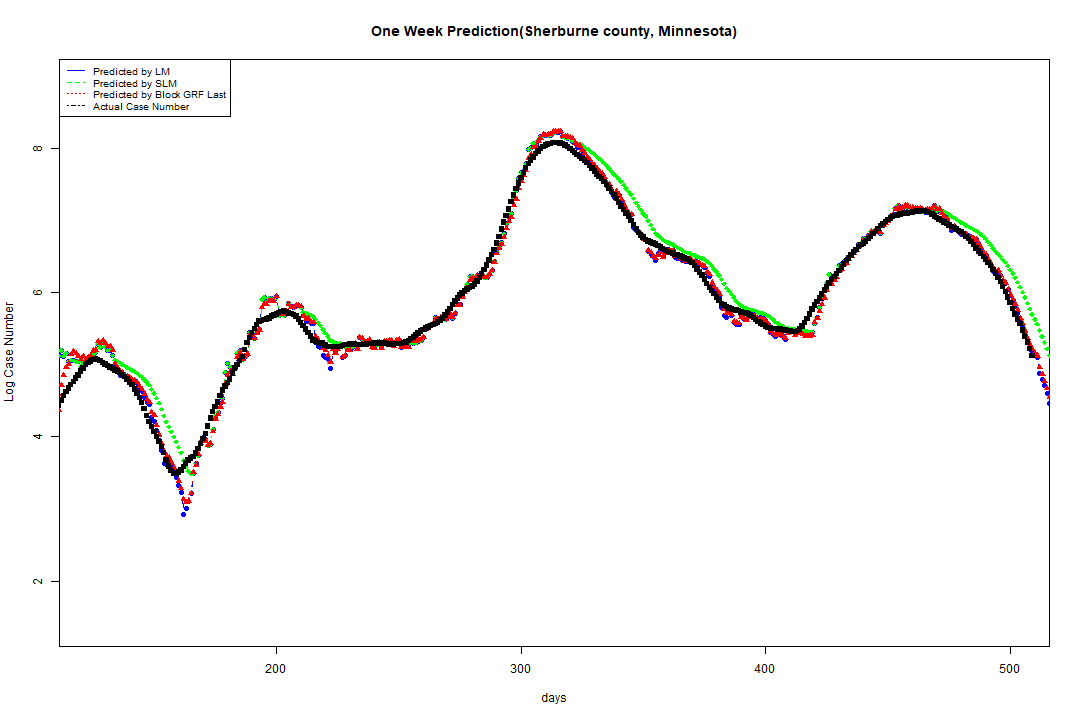 One Week Prediction(Sherburne county, Minnesota)
Predicted by LM
Predicted by SLM
Predicted by Block GRF Last
Actual Case Number
8
6
4
2
Log Case Number
200 300 400 500
days